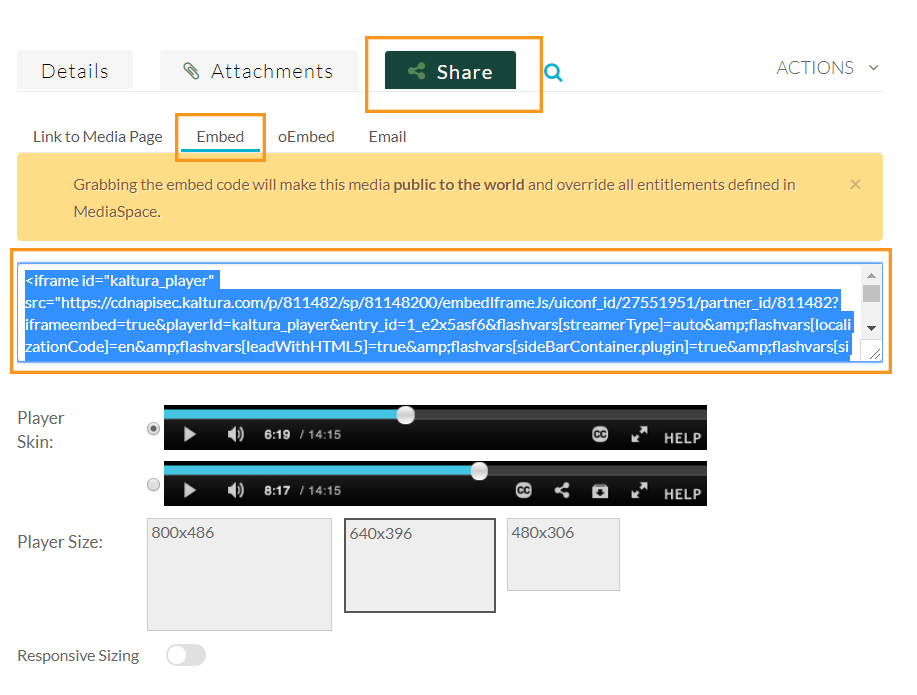 Details
Attachments
Share
ACTIONS
Link to Media Page
Embed
oEmbed
Email
Grabbing the embed code will make this media public to the world and override all entitlements defined in
MediaSpace.
×
<iframe id="kaltura_player"
src="https://cdnapisec.kaltura.com/p/811482/sp/81148200/embedIframeJs/uiconf_id/27551951/partner_id/811482?
iframeembed=true&playerId=kaltura_player&entry_id=1_e2x5asf6&flashvars[streamerType]=auto&amp;flashvars[locali
zationCode]=en&amp;flashvars[leadWithHTML5]=true&amp;flashvars[sideBarContainer.plugin]=true&amp;flashvars[si
Player
Skin:
6:19 / 14:15
CC
HELP
8:17 / 14:15
CC
HELP
Player Size:
800x486
640x396
480x306
Responsive Sizing